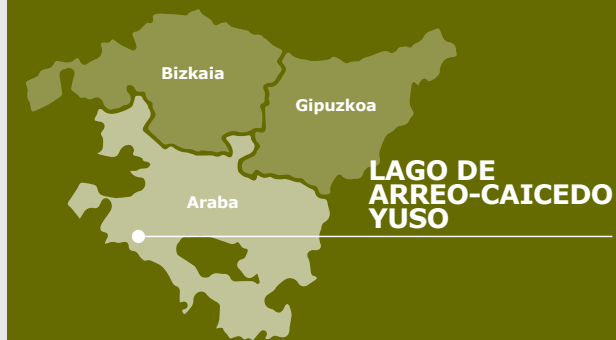 Bizkaia
Gipuzkoa
LAGO DE
ARREO-CAICEDO
YUSO
Araba